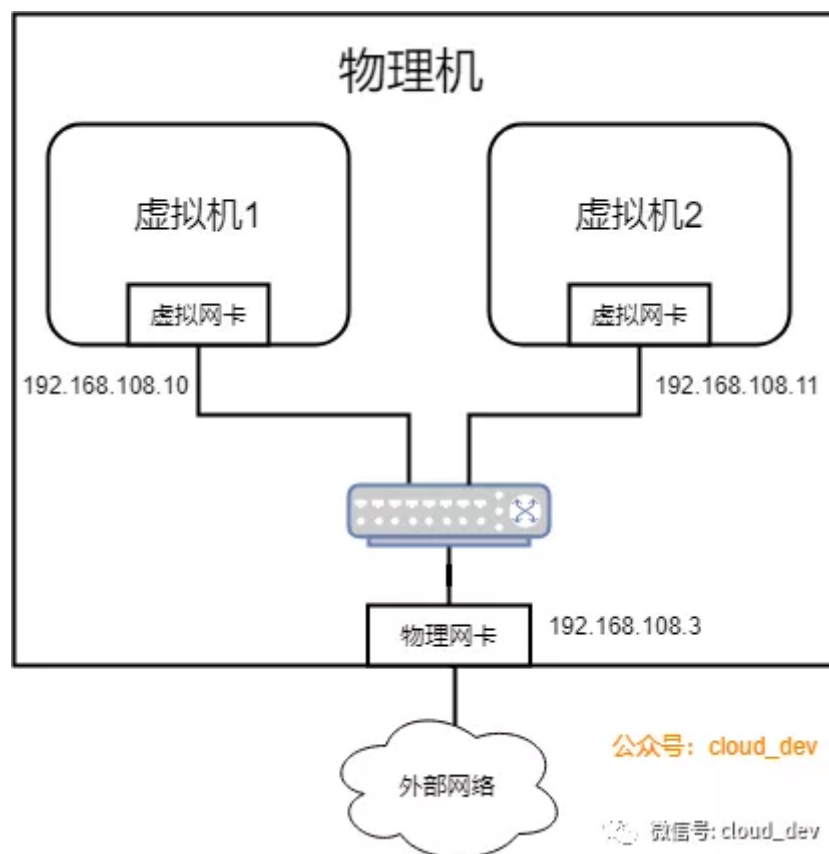 物理机
虚拟机1
虚拟机2
虚拟网卡
虚拟网卡
192.168.108.10
192.168.108.11
物理网卡
192.168.108.3
公众号：cloud_dev
外部网络
微信号: cloud_dev